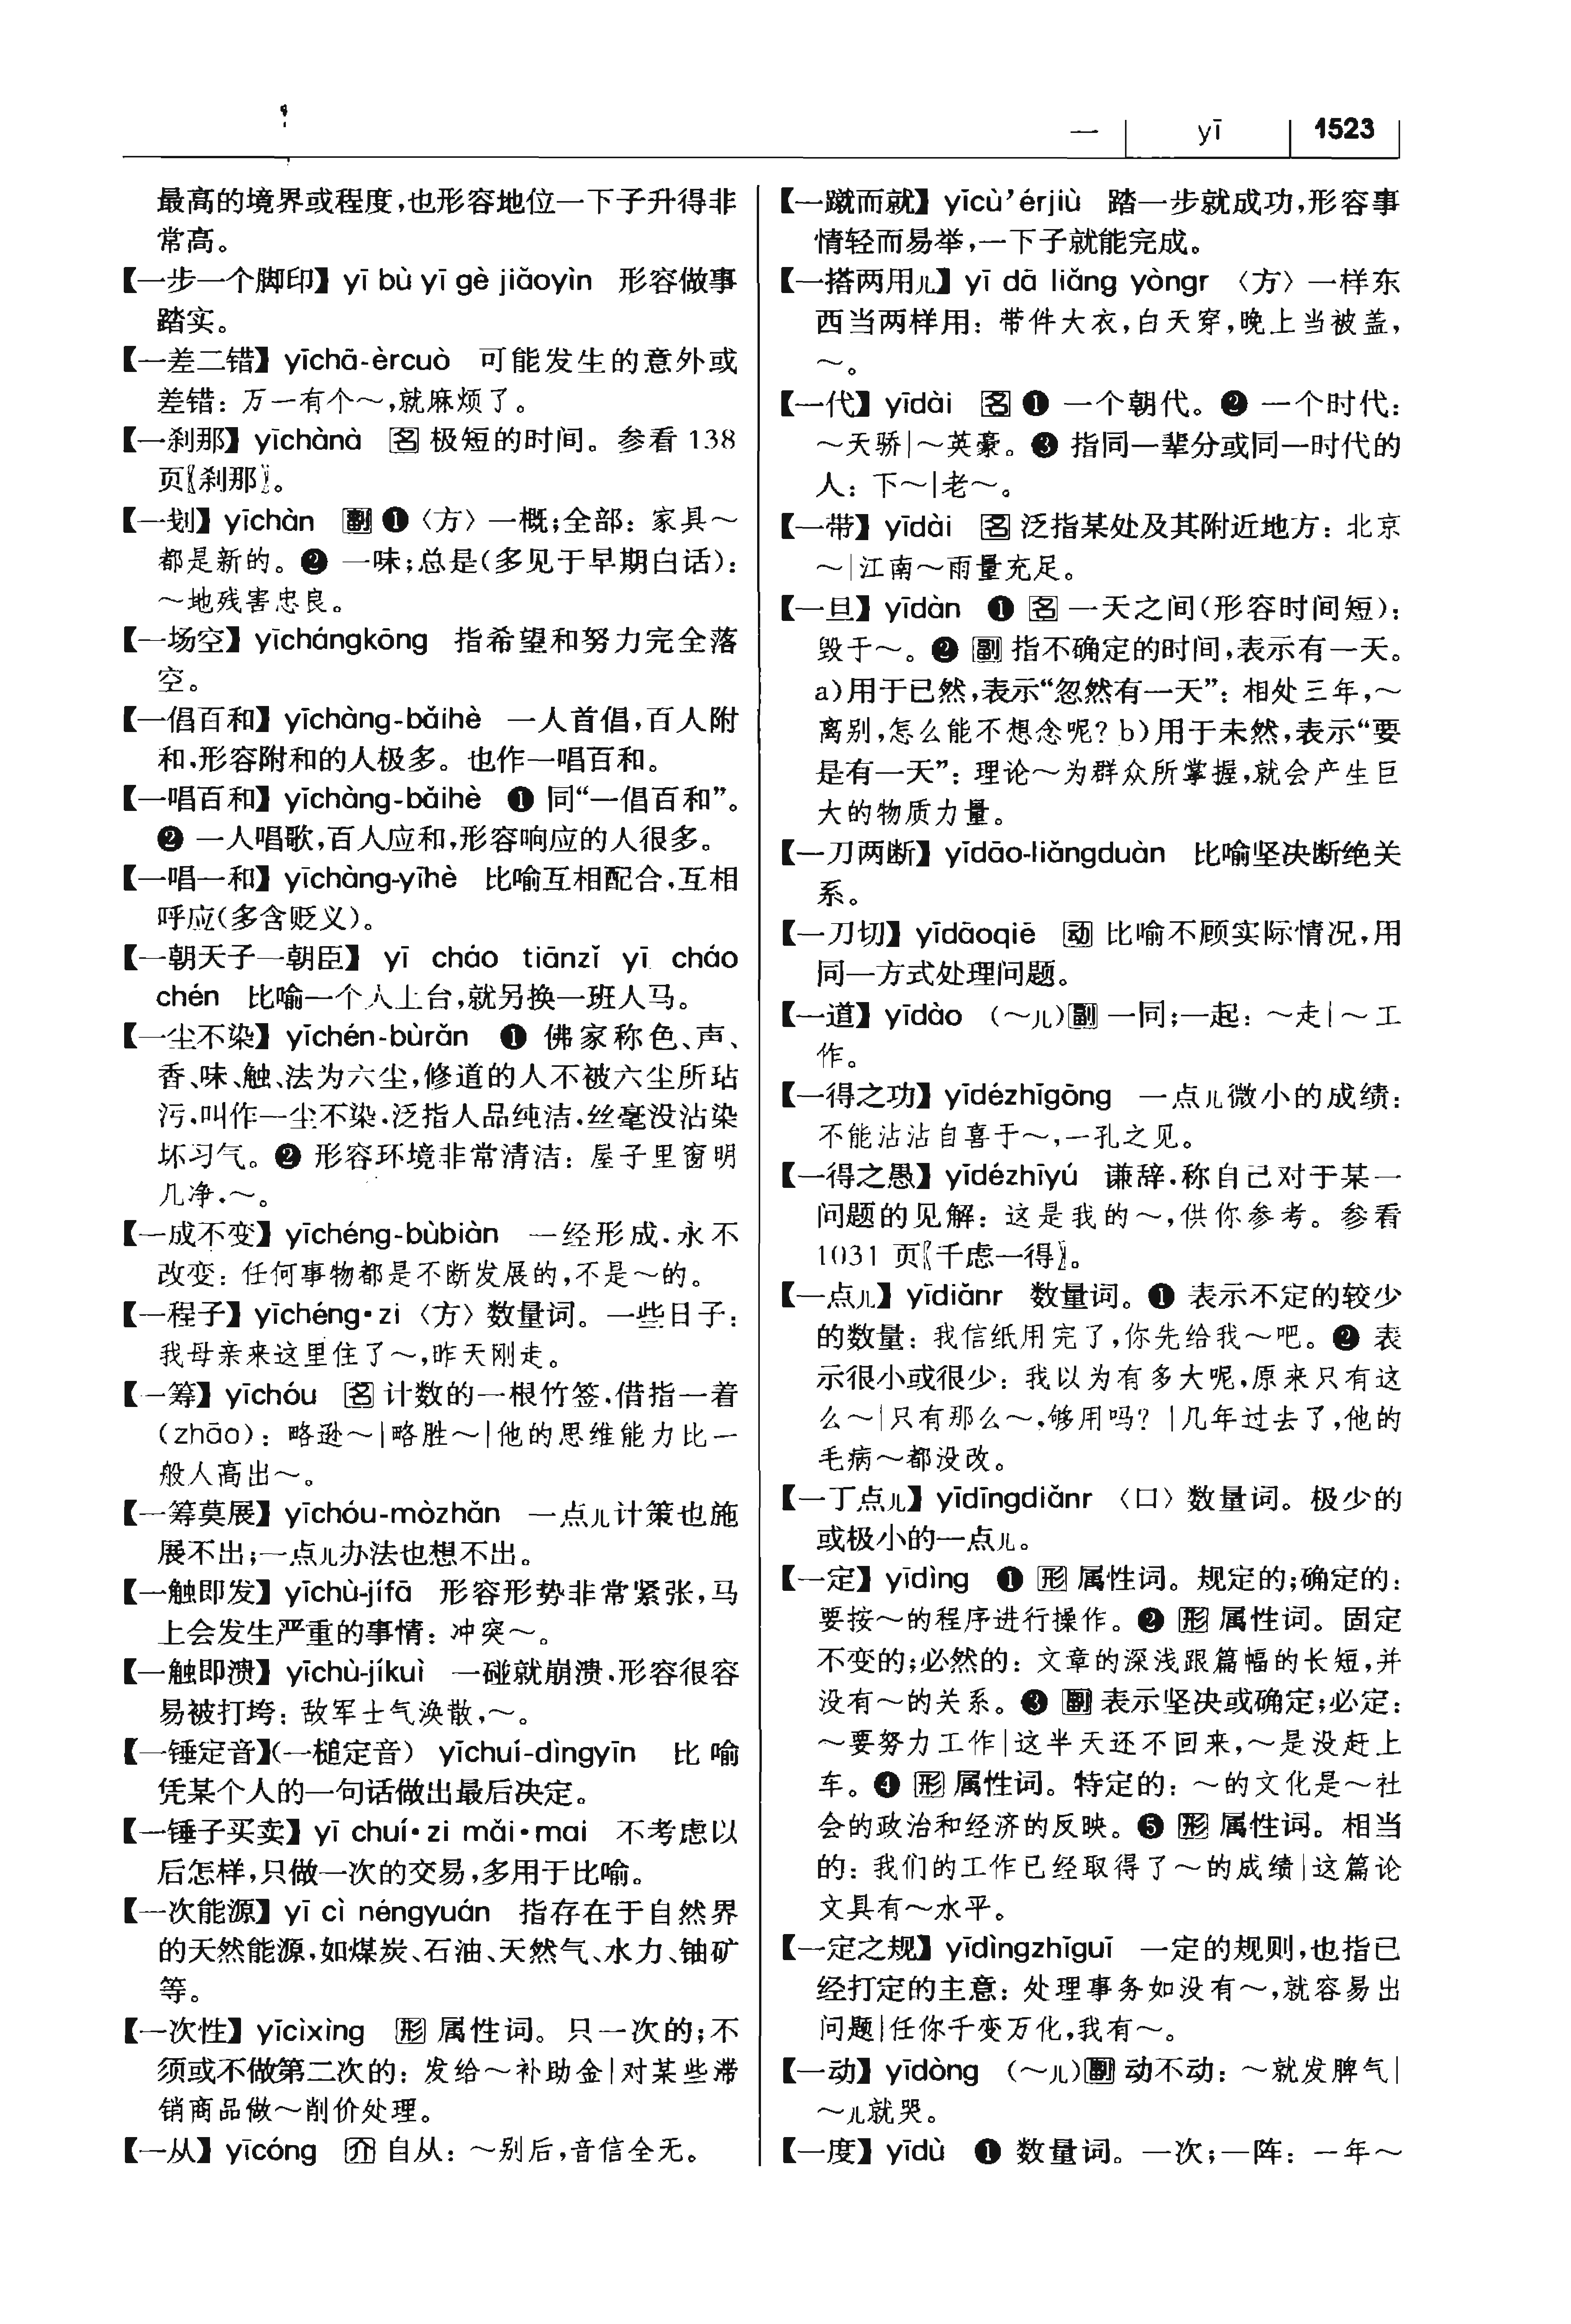 一 yī 1523
最高的境界或程度,也形容地位一下子升得非
常高。
【一步一个脚印】yī bù yī gè jiǎoyìn 形容做事
踏实。
【一差二错】yīchā-èrcuò 可能发生的意外或
差错：万一有个～,就麻烦了。
【一刹那】yīchànà 名 极短的时间。参看 138
页〖刹那〗。
【一刬】yīchàn 副 ❶〈方〉一概;全部：家具～
都是新的。❷ 一味;总是(多见于早期白话)：
～地残害忠良。
【一场空】yīchángkōng 指希望和努力完全落
空。
【一倡百和】yīchàng-bǎihè 一人首倡,百人附
和,形容附和的人极多。也作一唱百和。
【一唱百和】yīchàng-bǎihè ❶ 同“一倡百和”。
❷ 一人唱歌,百人应和,形容响应的人很多。
【一唱一和】yīchàng-yīhè 比喻互相配合,互相
呼应(多含贬义)。
【一朝天子一朝臣】 yī cháo tiānzǐ yī cháo
chén 比喻一个人上台,就另换一班人马。
【一尘不染】yīchén-bùrǎn ❶ 佛家称色、声、
香、味、触、法为六尘,修道的人不被六尘所玷
污,叫作一尘不染,泛指人品纯洁,丝毫没沾染
坏习气。❷ 形容环境非常清洁：屋子里窗明
几净,～。
【一成不变】yīchéng-bùbiàn 一经形成,永不
改变：任何事物都是不断发展的,不是～的。
【一程子】yīchéng·zi〈方〉数量词。一些日子：
我母亲来这里住了～,昨天刚走。
【一筹】yīchóu 名 计数的一根竹签,借指一着
(zhāo)：略逊～|略胜～|他的思维能力比一
般人高出～。
【一筹莫展】yīchóu-mòzhǎn 一点儿计策也施
展不出;一点儿办法也想不出。
【一触即发】yīchù-jífā 形容形势非常紧张,马
上会发生严重的事情：冲突～。
【一触即溃】yīchù-jíkuì 一碰就崩溃,形容很容
易被打垮：敌军士气涣散,～。
【一锤定音】(一槌定音) yīchuí-dìngyīn 比喻
凭某个人的一句话做出最后决定。
【一锤子买卖】yī chuí·zi mǎi·mai 不考虑以
后怎样,只做一次的交易,多用于比喻。
【一次能源】yī cì néngyuán 指存在于自然界
的天然能源,如煤炭、石油、天然气、水力、铀矿
等。
【一次性】yīcìxìng 形 属性词。只一次的;不
须或不做第二次的：发给～补助金|对某些滞
销商品做～削价处理。
【一从】yīcóng 介 自从：～别后,音信全无。
【一蹴而就】yīcù’érjiù 踏一步就成功,形容事
情轻而易举,一下子就能完成。
【一搭两用儿】yī dā liǎng yòngr 〈方〉一样东
西当两样用：带件大衣,白天穿,晚上当被盖,
～。
【一代】yīdài 名 ❶ 一个朝代。❷ 一个时代：
～天骄|～英豪。❸ 指同一辈分或同一时代的
人：下～|老～。
【一带】yīdài 名 泛指某处及其附近地方：北京
～|江南～雨量充足。
【一旦】yīdàn ❶ 名 一天之间(形容时间短)：
毁于～。❷ 副 指不确定的时间,表示有一天。
a)用于已然,表示“忽然有一天”：相处三年,～
离别,怎么能不想念呢? b)用于未然,表示“要
是有一天”：理论～为群众所掌握,就会产生巨
大的物质力量。
【一刀两断】yīdāo-liǎngduàn 比喻坚决断绝关
系。
【一刀切】yīdāoqiē 动 比喻不顾实际情况,用
同一方式处理问题。
【一道】yīdào (～儿)副 一同;一起：～走|～工
作。
【一得之功】yīdézhīgōng 一点儿微小的成绩：
不能沾沾自喜于～,一孔之见。
【一得之愚】yīdézhīyú 谦辞,称自己对于某一
问题的见解：这是我的～,供你参考。参看
1031 页〖千虑一得〗。
【一点儿】yīdiǎnr 数量词。❶ 表示不定的较少
的数量：我信纸用完了,你先给我～吧。❷ 表
示很小或很少：我以为有多大呢,原来只有这
么～|只有那么～,够用吗? |几年过去了,他的
毛病～都没改。
【一丁点儿】yīdīngdiǎnr〈口〉数量词。极少的
或极小的一点儿。
【一定】yīdìng ❶ 形 属性词。规定的;确定的：
要按～的程序进行操作。❷ 形 属性词。固定
不变的;必然的：文章的深浅跟篇幅的长短,并
没有～的关系。❸ 副 表示坚决或确定;必定：
～要努力工作|这半天还不回来,～是没赶上
车。❹ 形 属性词。特定的：～的文化是～社
会的政治和经济的反映。❺ 形 属性词。相当
的：我们的工作已经取得了～的成绩|这篇论
文具有～水平。
【一定之规】yīdìngzhīguī 一定的规则,也指已
经打定的主意：处理事务如没有～,就容易出
问题|任你千变万化,我有～。
【一动】yīdòng (～儿)副 动不动：～就发脾气|
～儿就哭。
【一度】yīdù ❶ 数量词。一次;一阵：一年～